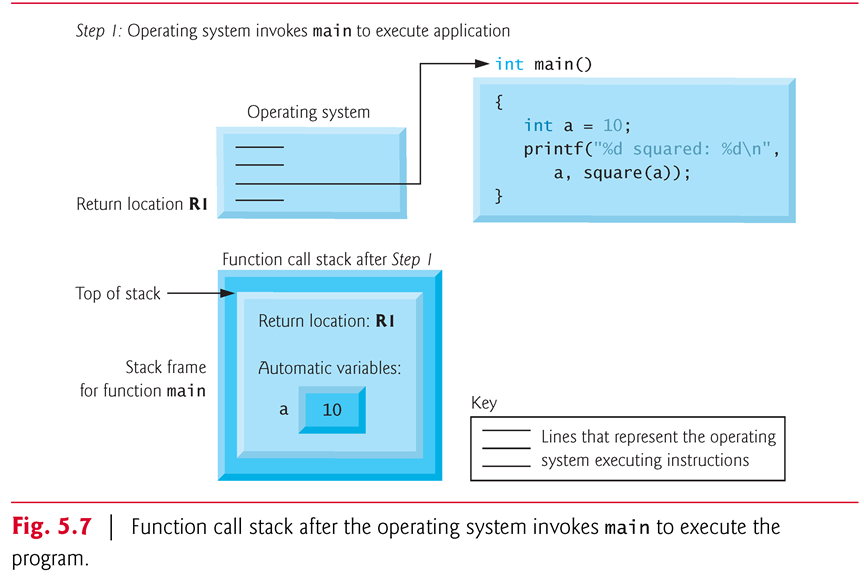 Step 1: Operating system invokes main to execute application
int main()
{
int a = 10;
printf("%d squared: %d\n",
a, square(a));
}
Operating system
Return location R1
Function call stack after Step 1
Top of stack
Return location: R1
Stack frame
for function main
Automatic variables:
a 10
Key
Lines that represent the operating
system executing instructions
Fig. 5.7 | Function call stack after the operating system invokes main to execute the
program.